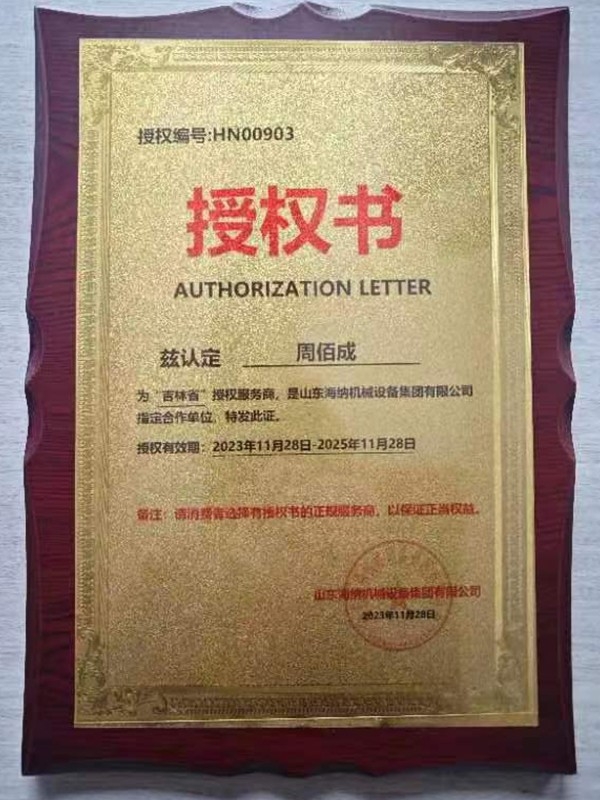 授权编号:HN00903
授权书
AUTHORIZATION LETTER
兹认定 周佰成
为“吉林省”授权服务商，是山东海纳机械设备集团有限公司
指定合作单位，特发此证。
授权有效期：2023年11月28日-2025年11月28日
备注：请消费者选择有授权书的正规服务商，以保证正当权益。
山东海纳机械设备集团有限公司
2023年11月28日